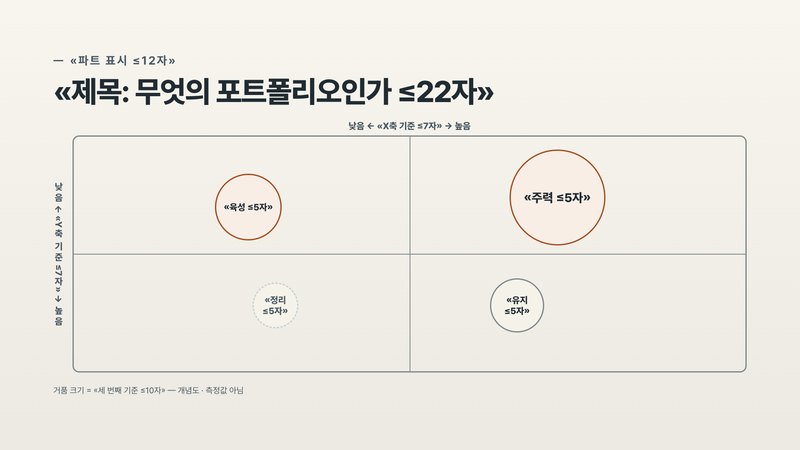 — «파트 표시 ≤12자»
«제목: 무엇의 포트폴리오인가 ≤22자»
낮음 ← «X축 기준 ≤7자» → 높음
낮음 ← «Y축 기준 ≤7자» → 높음
«육성 ≤5자»
«주력 ≤5자»
«정리
≤5자»
«유지
≤5자»
거품 크기 = «세 번째 기준 ≤10자» — 개념도 · 측정값 아님